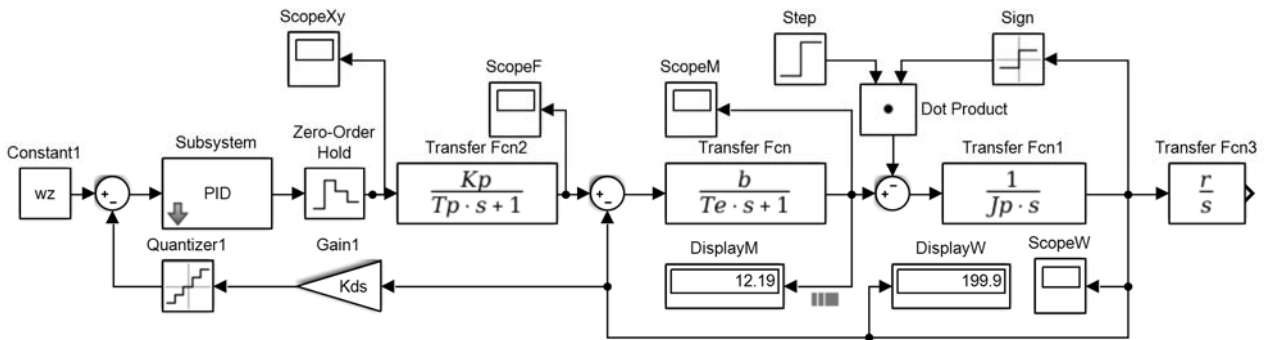 ScopeXy
Step
Sign
ScopeF
ScopeM
Dot Product
Constant1
wz
+
-
Subsystem
PID
Zero-Order
Hold
Transfer Fcn2
Kp
Tp · s + 1
+
-
Transfer Fcn
b
Te · s + 1
-
+
Transfer Fcn1
1
Jp · s
Transfer Fcn3
r
s
Quantizer1
Gain1
Kds
DisplayM
12.19
DisplayW
199.9
ScopeW